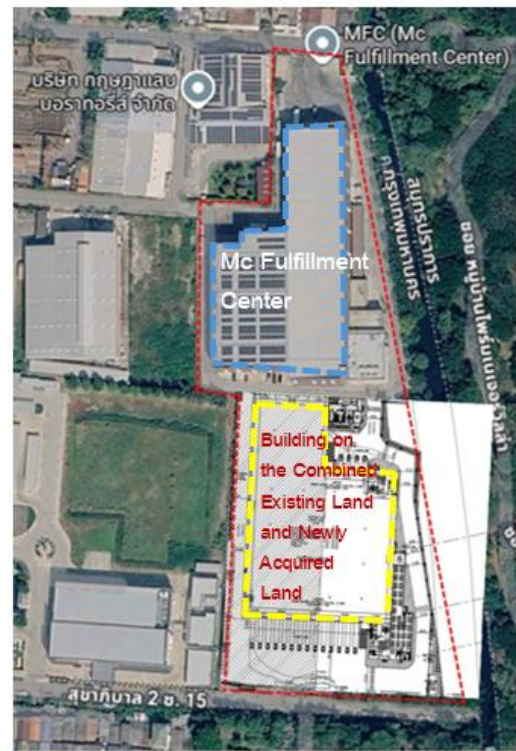 MFC (Mc
Fulfillment Center)
บริษัท กฤษฎาแลบ
บอราทอรี่ส์ จำกัด
สมุทรปราการ
กรุงเทพมหานคร
Mc Fulfillment
Center
Building on
the Combined
Existing Land
and Newly
Acquired
Land
สุขาภิบาล 2 ซ. 15